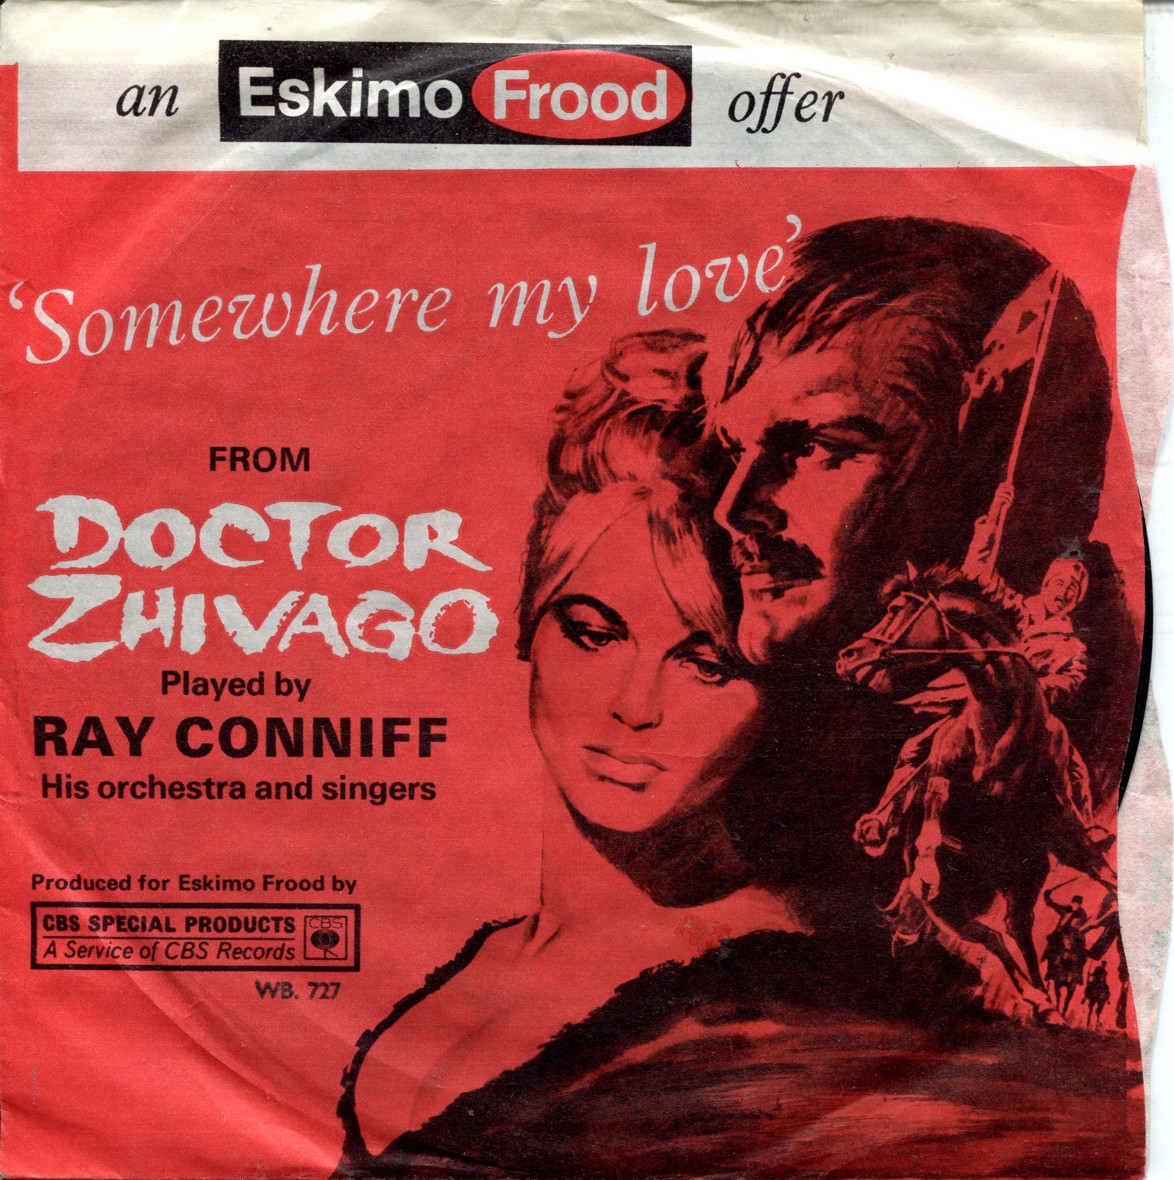 an Eskimo Frood offer
‘Somewhere my love’
FROM
DOCTOR
ZHIVAGO
Played by
RAY CONNIFF
His orchestra and singers
Produced for Eskimo Frood by
CBS SPECIAL PRODUCTS CBS
A Service of CBS Records
WB. 727